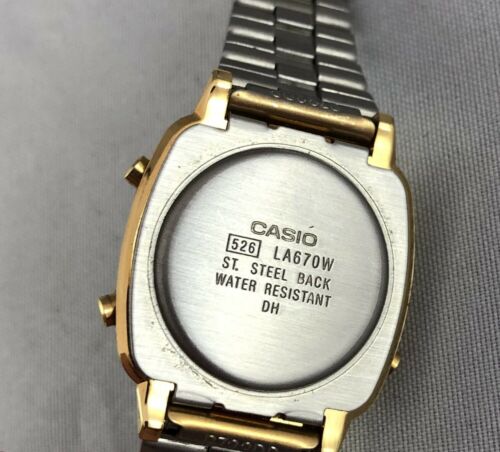 CASIO
526 LA670W
ST. STEEL BACK
WATER RESISTANT
DH